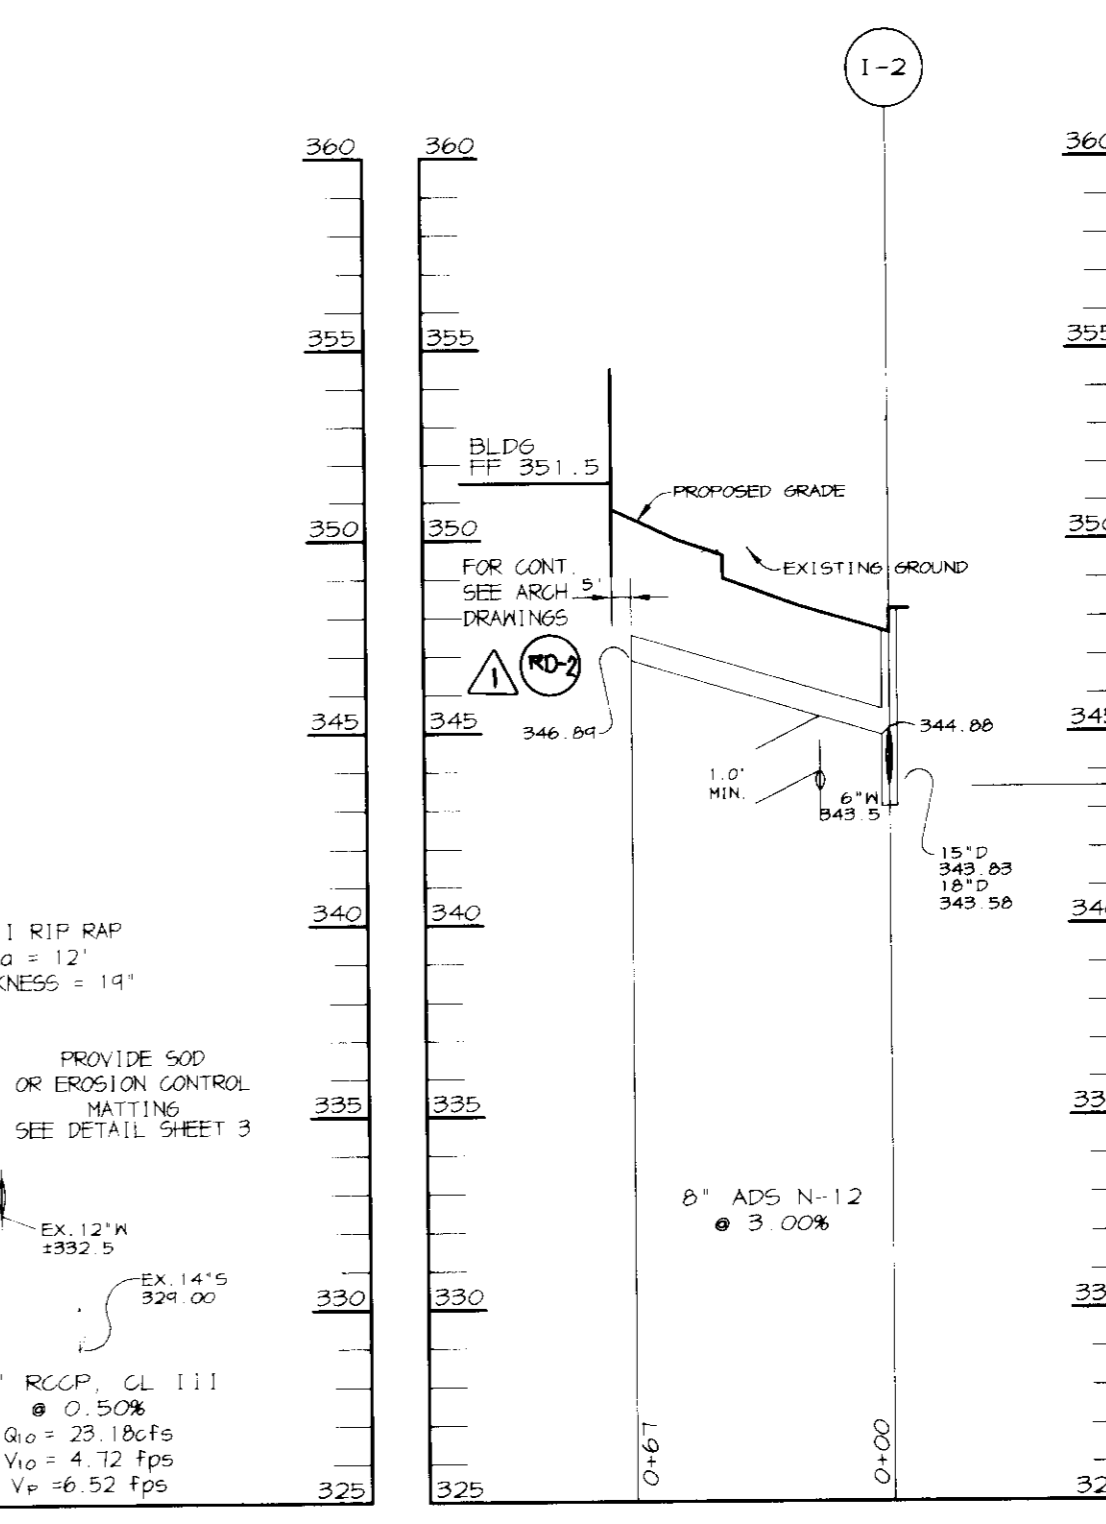 I-2
360
360
355
355
BLDG
FF 351.5
PROPOSED GRADE
350
350
FOR CONT.
SEE ARCH
DRAWINGS
5'
EXISTING GROUND
1
RD-2
345
345
346.89
344.88
1.0'
MIN.
6"W
343.5
15"D
343.83
18"D
343.58
340
340
I RIP RAP
a = 12'
KNESS = 19"
PROVIDE SOD
OR EROSION CONTROL
MATTING
SEE DETAIL SHEET 3
335
335
8" ADS N-12
@ 3.00%
EX. 12"W
±332.5
EX. 14"S
329.00
330
330
" RCCP, CL III
@ 0.50%
Q10 = 23.18cfs
V10 = 4.72 fps
VP =6.52 fps
0+67
0+00
325
325
360
355
350
345